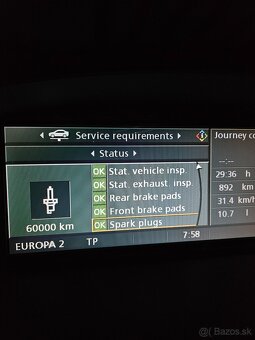 Service requirements
Journey co
Status
OK Stat. vehicle insp.
OK Stat. exhaust. insp.
OK Rear brake pads
OK Front brake pads
OK Spark plugs
60000 km
--:--
29:36 h
892 km
31.4 km/h
10.7 l
EUROPA 2 TP 7:58
Bazos.sk